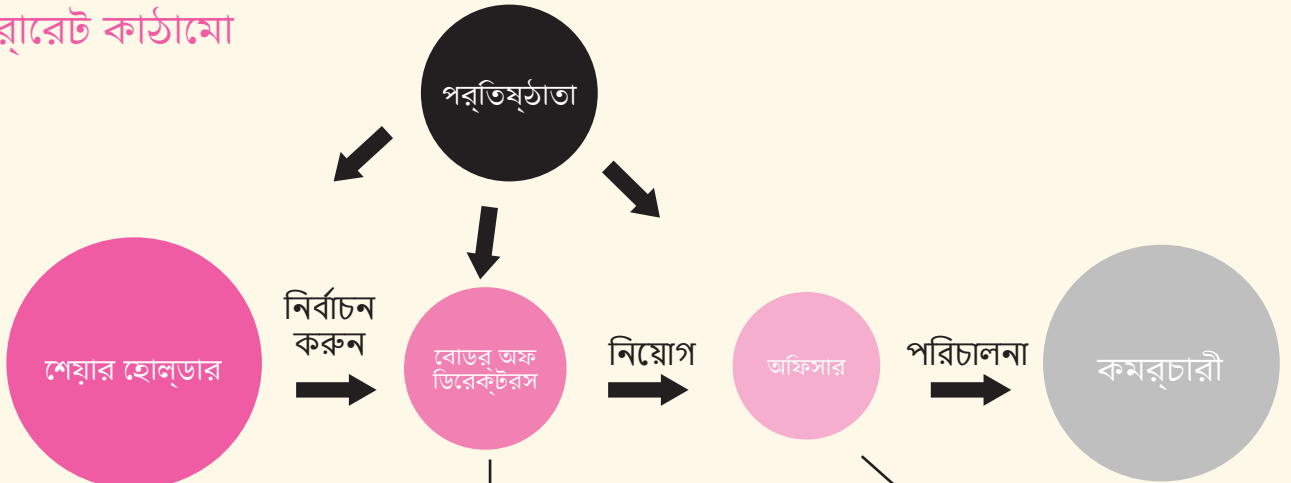 র্‌ারেট কাঠামো
পর্‌তিষ্‌ঠাতা
নির্বাচন
করুন
নিয়োগ
পরিচালনা
শেয়ার হোল্‌ডার
বোডর্‌ অফ
ডিরেক্‌টরস
অফিসার
কমর্‌চারী